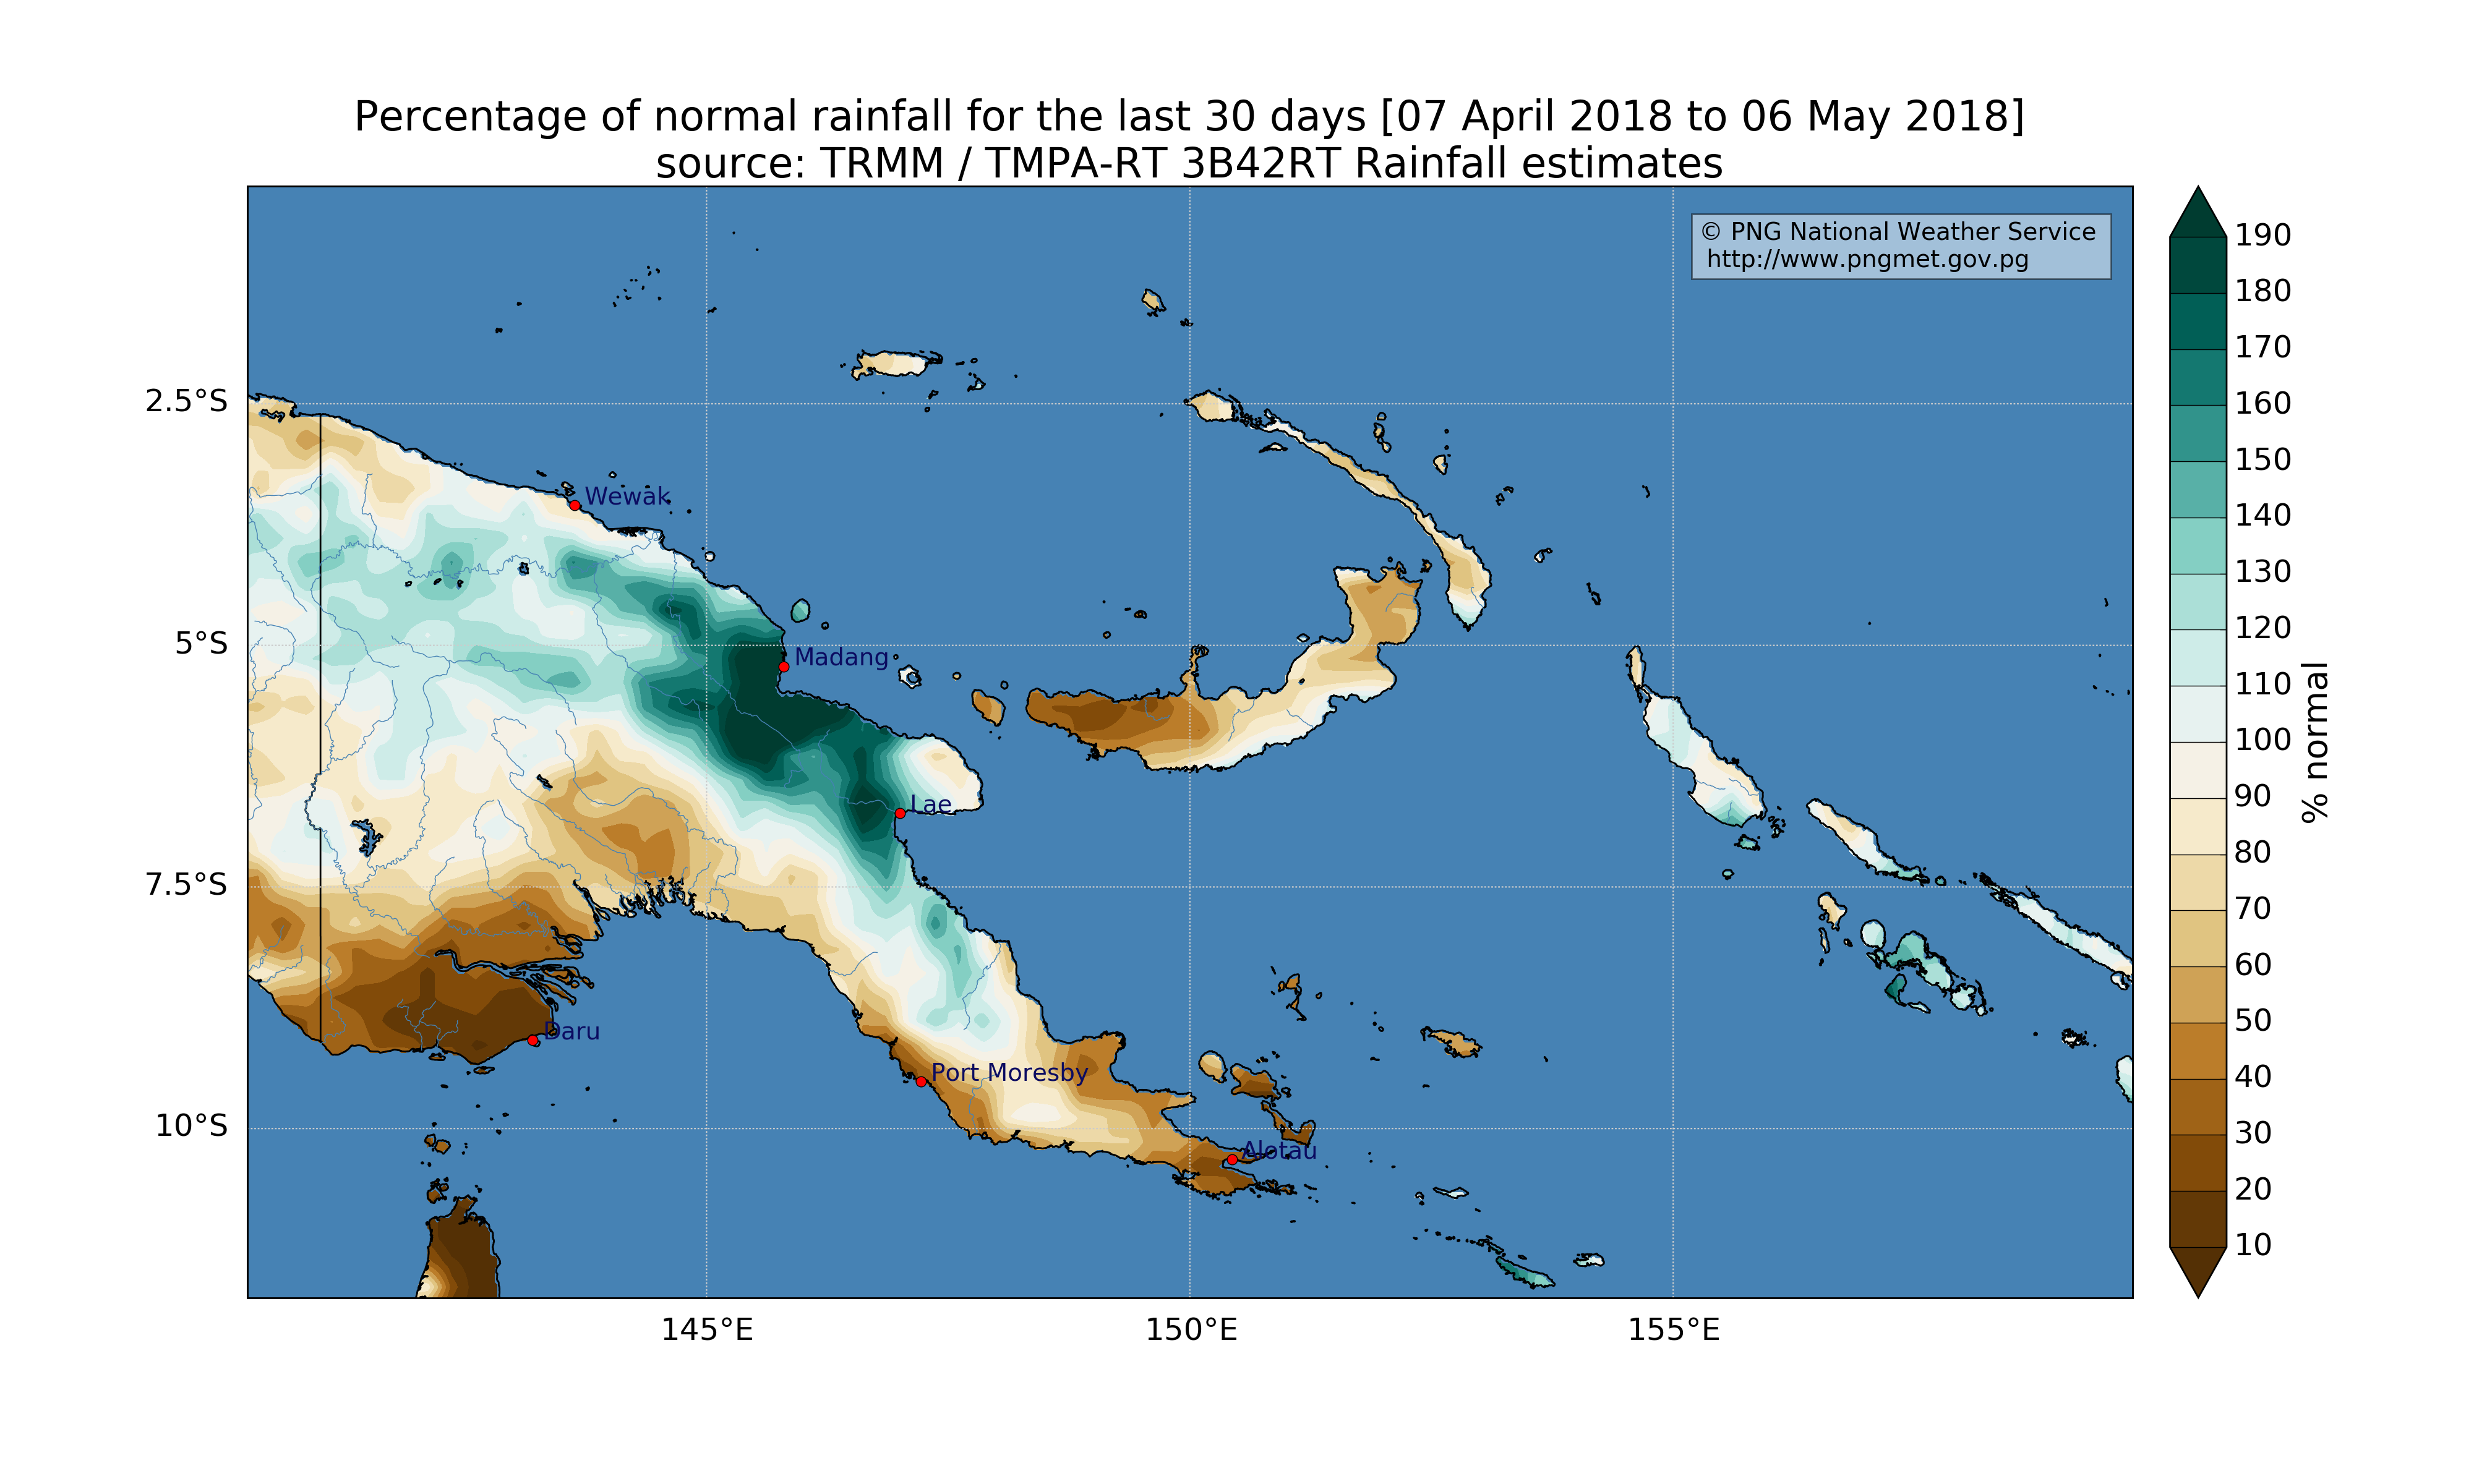 Percentage of normal rainfall for the last 30 days [07 April 2018 to 06 May 2018]
source: TRMM / TMPA-RT 3B42RT Rainfall estimates
© PNG National Weather Service
http://www.pngmet.gov.pg
190
180
170
160
150
140
130
120
110
100
90
80
70
60
50
40
30
20
10
% normal
2.5°S
5°S
7.5°S
10°S
Wewak
Madang
Lae
Daru
Port Moresby
Alotau
145°E
150°E
155°E